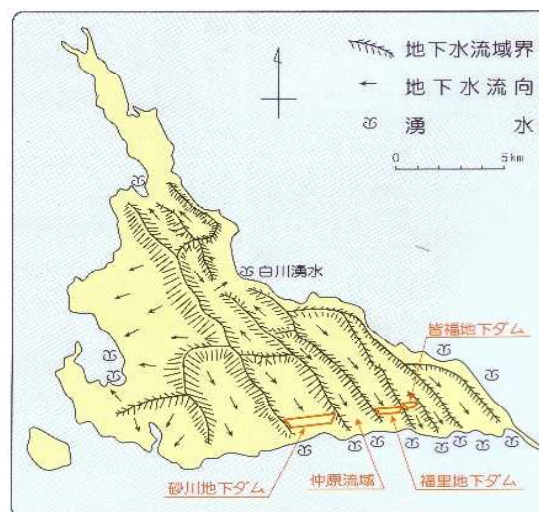 地下水流域界
地下水流向
湧水
0 5km
白川湧水
皆福地下ダム
砂川地下ダム
仲原流域
福里地下ダム